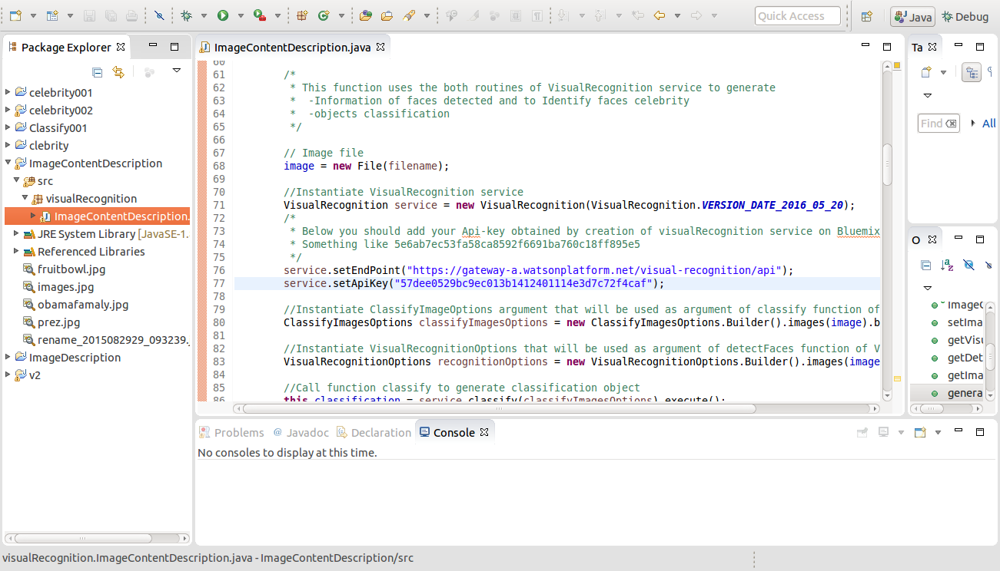 Quick Access
Java
Debug
Package Explorer
celebrity001
celebrity002
Classify001
clebrity
ImageContentDescription
src
visualRecognition
ImageContentDescription.
JRE System Library [JavaSE-1.
Referenced Libraries
fruitbowl.jpg
images.jpg
obamafamaly.jpg
prez.jpg
rename_2015082929_093239.
ImageDescription
v2
ImageContentDescription.java
60
61 /*
62 * This function uses the both routines of VisualRecognition service to generate
63 * -Information of faces detected and to Identify faces celebrity
64 * -objects classification
65 */
66
67 // Image file
68 image = new File(filename);
69
70 //Instantiate VisualRecognition service
71 VisualRecognition service = new VisualRecognition(VisualRecognition.VERSION_DATE_2016_05_20);
72 /*
73 * Below you should add your Api-key obtained by creation of visualRecognition service on Bluemix
74 * Something like 5e6ab7ec53fa58ca8592f6691ba760c18ff895e5
75 */
76 service.setEndPoint("https://gateway-a.watsonplatform.net/visual-recognition/api");
77 service.setApiKey("57dee0529bc9ec013b1412401114e3d7c72f4caf");
78
79 //Instantiate ClassifyImageOptions argument that will be used as argument of classify function of
80 ClassifyImagesOptions classifyImagesOptions = new ClassifyImagesOptions.Builder().images(image).b
81
82 //Instantiate VisualRecognitionOptions that will be used as argument of detectFaces function of V
83 VisualRecognitionOptions recognitionOptions = new VisualRecognitionOptions.Builder().images(image
84
85 //Call function classify to generate classification object
86 this.classification = service.classify(classifyImagesOptions).execute();
Ta
Find
All
O
ImageC
setIma
getVisu
getDet
getIma
genera
Problems
Javadoc
Declaration
Console
No consoles to display at this time.
visualRecognition.ImageContentDescription.java - ImageContentDescription/src